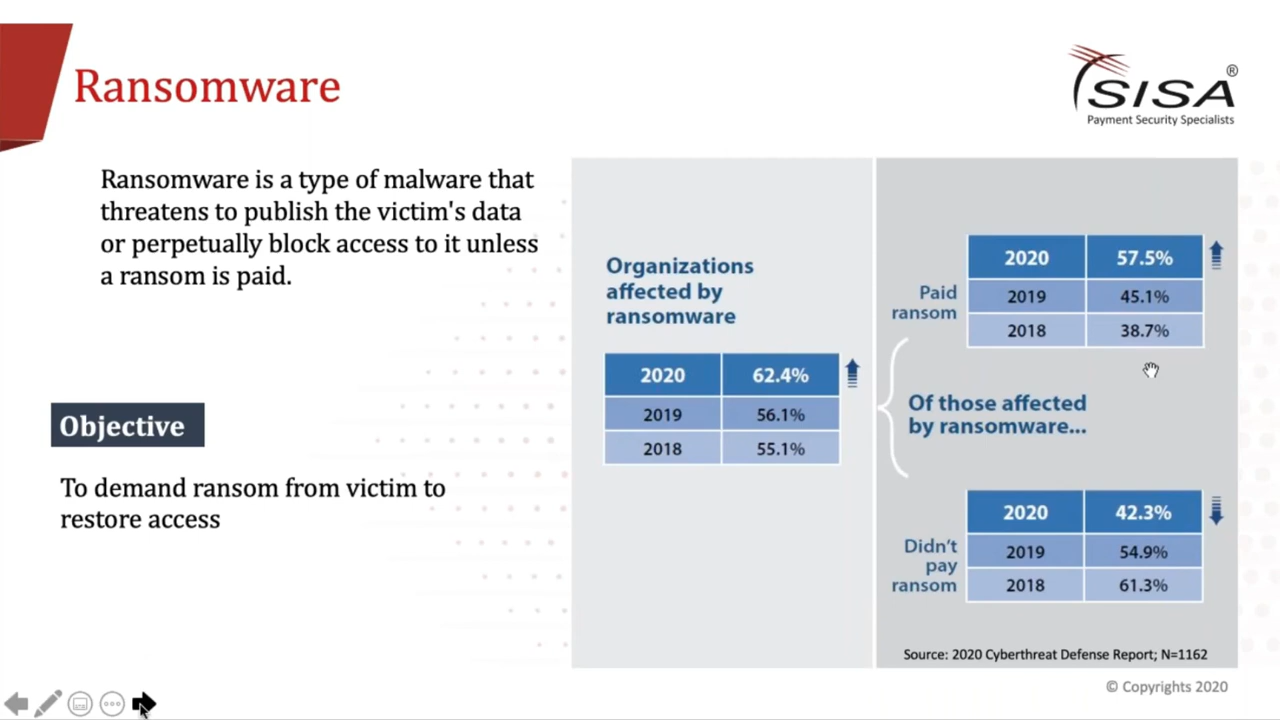 Ransomware
SISA®
Payment Security Specialists
Ransomware is a type of malware that
threatens to publish the victim's data
or perpetually block access to it unless
a ransom is paid.
Objective
To demand ransom from victim to
restore access
Organizations
affected by
ransomware
2020 62.4%
2019 56.1%
2018 55.1%
Paid
ransom
2020 57.5%
2019 45.1%
2018 38.7%
Of those affected
by ransomware...
Didn't
pay
ransom
2020 42.3%
2019 54.9%
2018 61.3%
Source: 2020 Cyberthreat Defense Report; N=1162
© Copyrights 2020